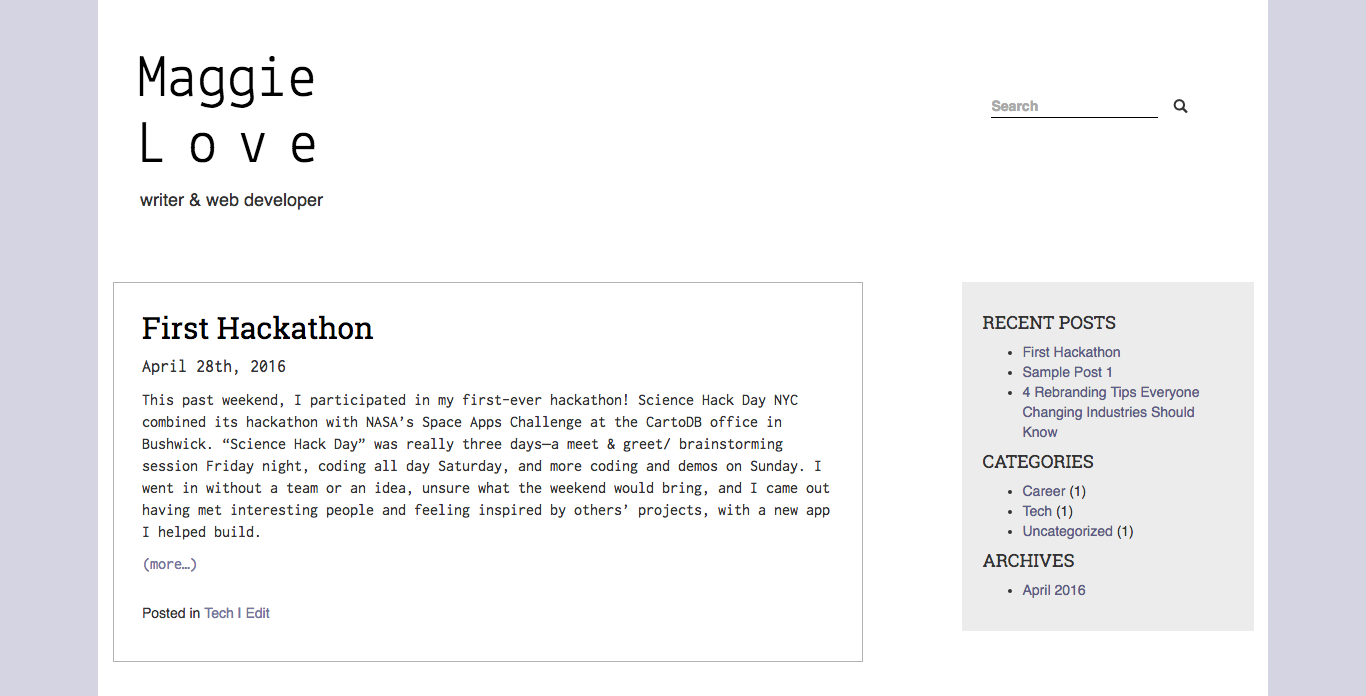 Maggie
Love
writer & web developer
Search
First Hackathon
April 28th, 2016
This past weekend, I participated in my first-ever hackathon! Science Hack Day NYC
combined its hackathon with NASA’s Space Apps Challenge at the CartoDB office in
Bushwick. “Science Hack Day” was really three days—a meet & greet/ brainstorming
session Friday night, coding all day Saturday, and more coding and demos on Sunday. I
went in without a team or an idea, unsure what the weekend would bring, and I came out
having met interesting people and feeling inspired by others’ projects, with a new app
I helped build.
(more…)
Posted in Tech | Edit
RECENT POSTS
First Hackathon
Sample Post 1
4 Rebranding Tips Everyone
Changing Industries Should
Know
CATEGORIES
Career (1)
Tech (1)
Uncategorized (1)
ARCHIVES
April 2016